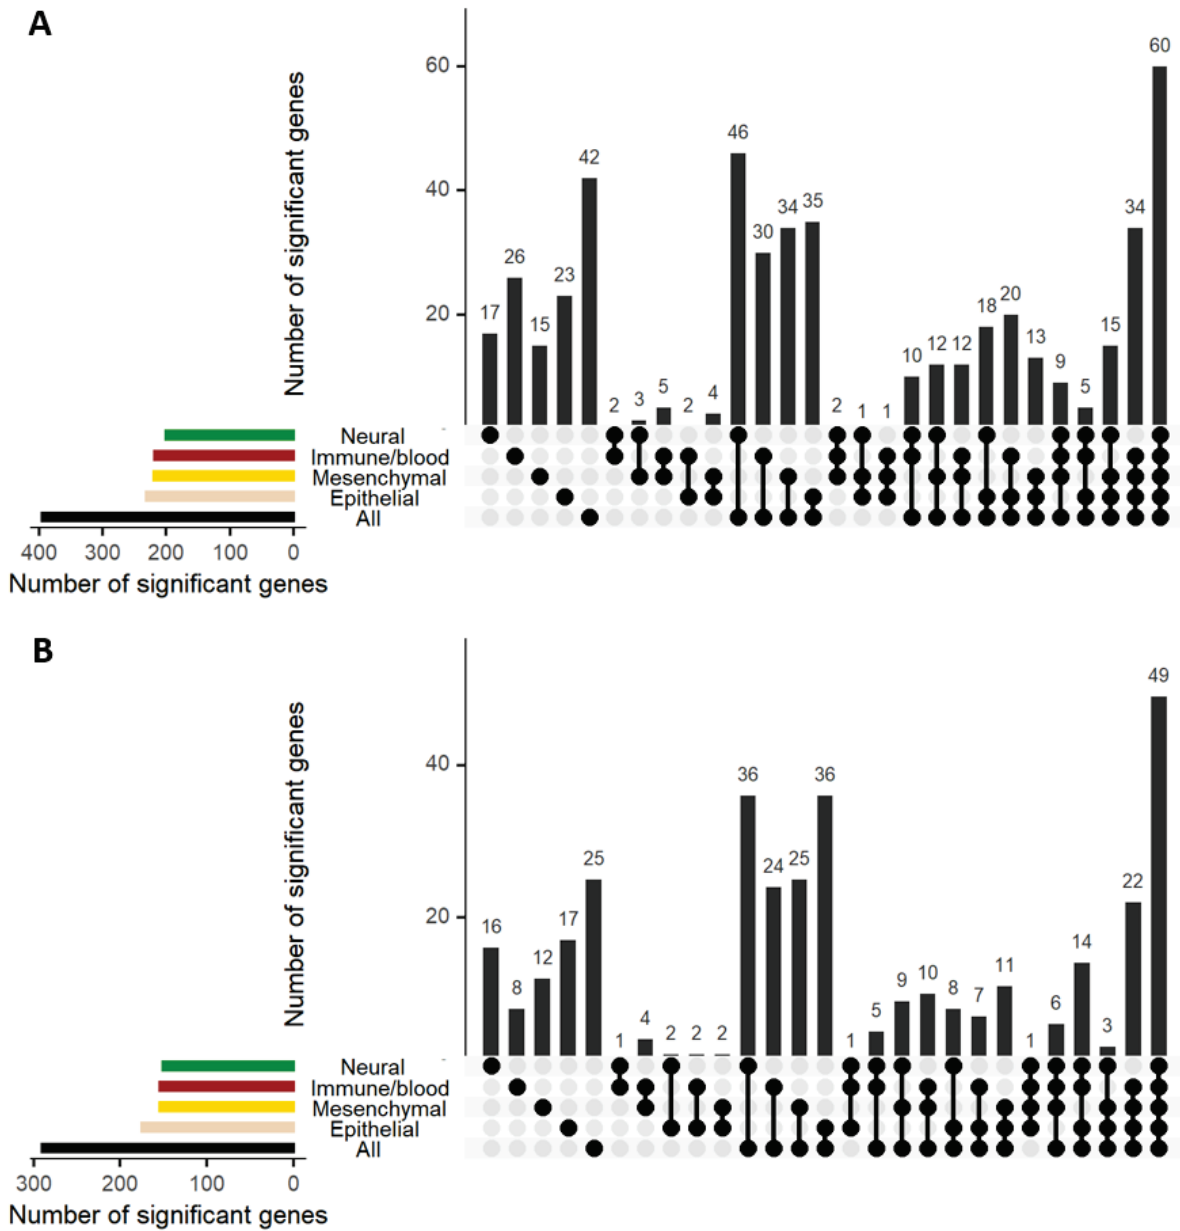 A
Number of significant genes
60
40
20
17 26 15 23 42 2 3 5 2 4 46 30 34 35 2 1 1 10 12 12 18 20 13 9 5 15 34 60
Neural
Immune/blood
Mesenchymal
Epithelial
All
400 300 200 100 0
Number of significant genes
B
Number of significant genes
40
20
16 8 12 17 25 1 4 2 2 2 36 24 25 36 1 5 9 10 8 7 11 1 6 14 3 22 49
Neural
Immune/blood
Mesenchymal
Epithelial
All
300 200 100 0
Number of significant genes